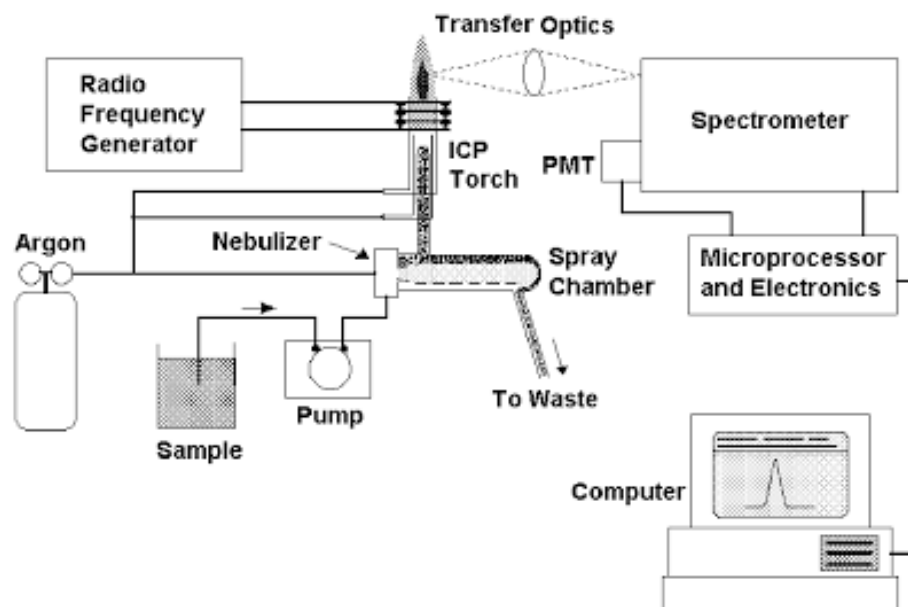 Transfer Optics
Radio
Frequency
Generator
ICP
Torch
Spectrometer
PMT
Argon
Nebulizer
Spray
Chamber
Microprocessor
and Electronics
Pump
Sample
To Waste
Computer